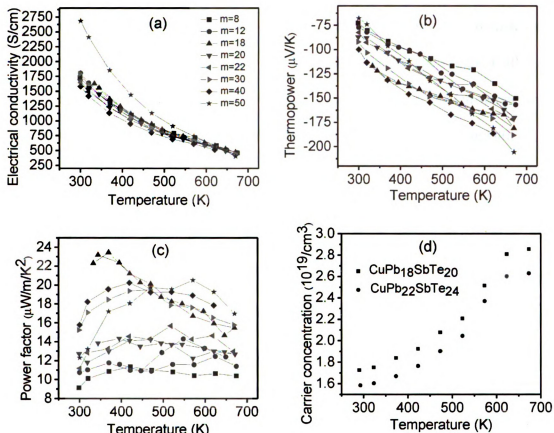 (a)
Electrical conductivity (S/cm)
2750
2500
2250
2000
1750
1500
1250
1000
750
500
250
m=8
m=12
m=18
m=20
m=22
m=30
m=40
m=50
300 400 500 600 700
Temperature (K)
(b)
Thermopower μV/K)
-75
-100
-125
-150
-175
-200
300 400 500 600 700
Temperature (K)
(c)
Power factor (μW/m/K²)
24
22
20
18
16
14
12
10
8
300 400 500 600 700
Temperature (K)
(d)
Carrier concentration (10¹⁹/cm³)
3.0
2.8
2.6
2.4
2.2
2.0
1.8
1.6
CuPb₁₈SbTe₂₀
CuPb₂₂SbTe₂₄
300 400 500 600 700
Temperature (K)